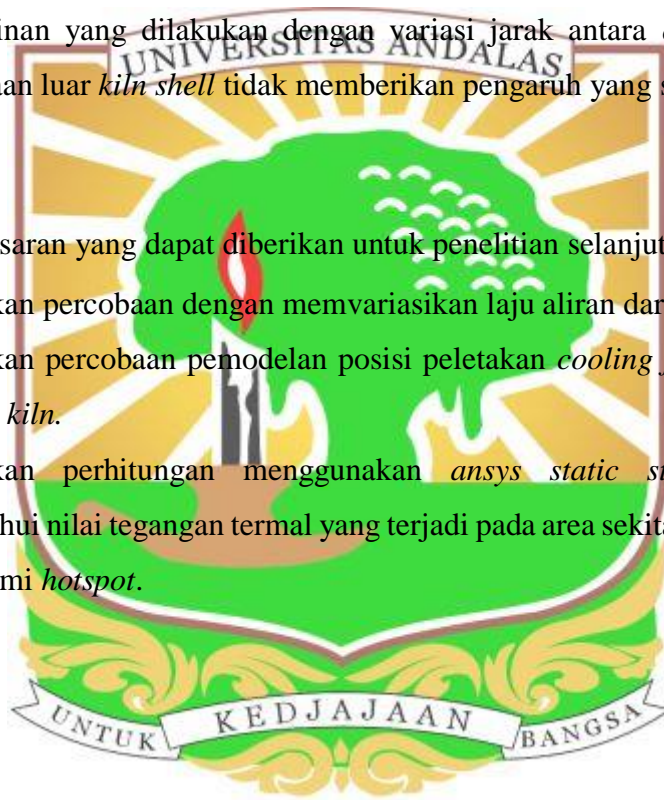 inan yang dilakukan dengan variasi jarak antara
UNIVERSITAS ANDALAS
an luar kiln shell tidak memberikan pengaruh yang s
saran yang dapat diberikan untuk penelitian selanjut
kan percobaan dengan memvariasikan laju aliran dar
kan percobaan pemodelan posisi peletakan cooling
kiln.
kan perhitungan menggunakan ansys static s
hui nilai tegangan termal yang terjadi pada area sekita
mi hotspot.
UNTUK KEDJAJAAN BANGSA